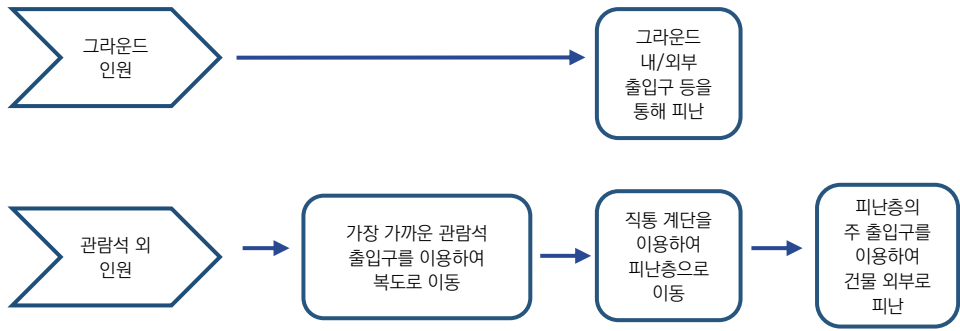 그라운드
인원
그라운드
내/외부
출입구 등을
통해 피난
관람석 외
인원
가장 가까운 관람석
출입구를 이용하여
복도로 이동
직통 계단을
이용하여
피난층으로
이동
피난층의
주 출입구를
이용하여
건물 외부로
피난